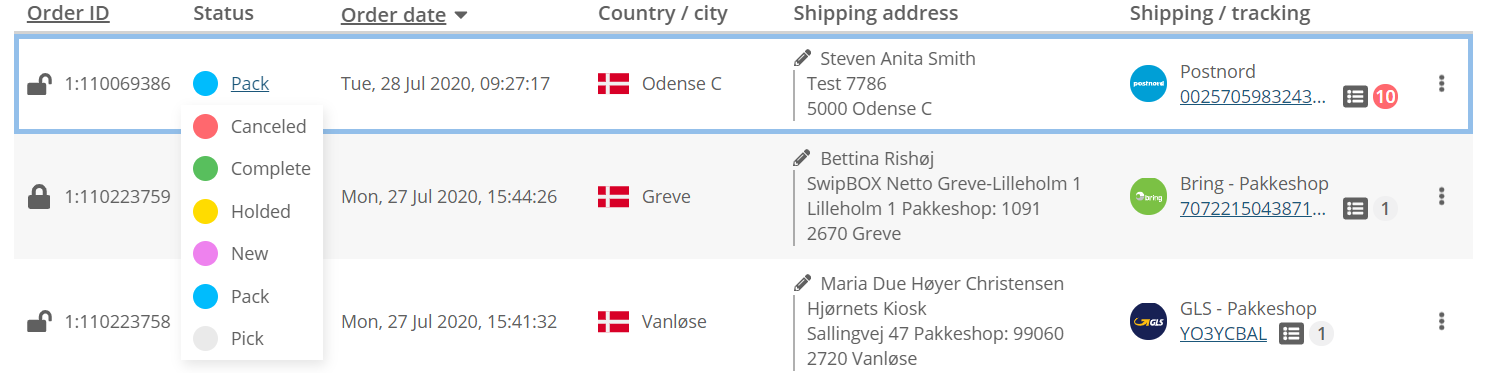 Order ID Status Order date Country / city Shipping address Shipping / tracking
1:110069386 Pack Tue, 28 Jul 2020, 09:27:17 Odense C
Steven Anita Smith
Test 7786
5000 Odense C
postnord
Postnord
0025705983243... 10
Canceled
Complete
Holded
New
Pack
Pick
1:110223759 Mon, 27 Jul 2020, 15:44:26 Greve
Bettina Rishøj
SwipBOX Netto Greve-Lilleholm 1
Lilleholm 1 Pakkeshop: 1091
2670 Greve
bring
Bring - Pakkeshop
7072215043871... 1
1:110223758 Mon, 27 Jul 2020, 15:41:32 Vanløse
Maria Due Høyer Christensen
Hjørnets Kiosk
Sallingvej 47 Pakkeshop: 99060
2720 Vanløse
GLS
GLS - Pakkeshop
YO3YCBAL 1